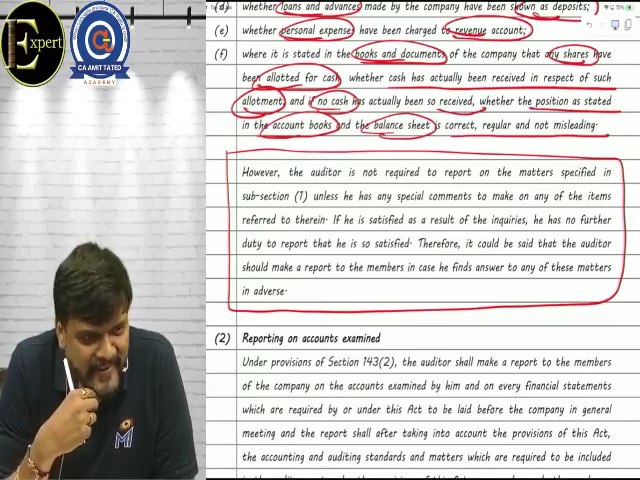 (d) whether loans and advances made by the company have been shown as deposits;
(e) whether personal expenses have been charged to revenue account;
(f) where it is stated in the books and documents of the company that any shares have
been allotted for cash, whether cash has actually been received in respect of such
allotment, and if no cash has actually been so received, whether the position as stated
in the account books and the balance sheet is correct, regular and not misleading.
However, the auditor is not required to report on the matters specified in
sub-section (1) unless he has any special comments to make on any of the items
referred to therein. If he is satisfied as a result of the inquiries, he has no further
duty to report that he is so satisfied. Therefore, it could be said that the auditor
should make a report to the members in case he finds answer to any of these matters
in adverse.
(2) Reporting on accounts examined
Under provisions of Section 143(2), the auditor shall make a report to the members
of the company on the accounts examined by him and on every financial statements
which are required by or under this Act to be laid before the company in general
meeting and the report shall after taking into account the provisions of this Act,
the accounting and auditing standards and matters which are required to be included
Expert
CA AMIT TATED
ACADEMY
MI